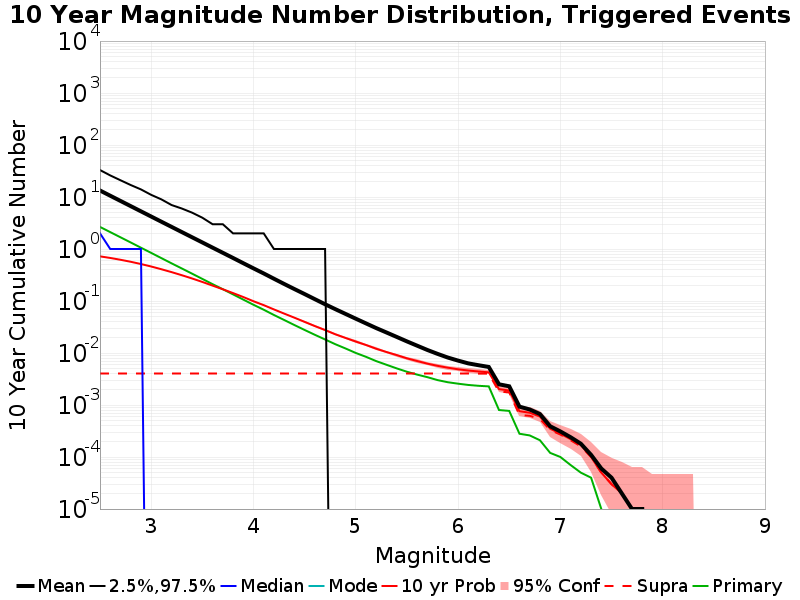 10 Year Magnitude Number Distribution, Triggered Events
10 Year Cumulative Number
10^4
10^3
10^2
10^1
10^0
10^-1
10^-2
10^-3
10^-4
10^-5
3 4 5 6 7 8 9
Magnitude
Mean 2.5%,97.5% Median Mode 10 yr Prob 95% Conf Supra Primary